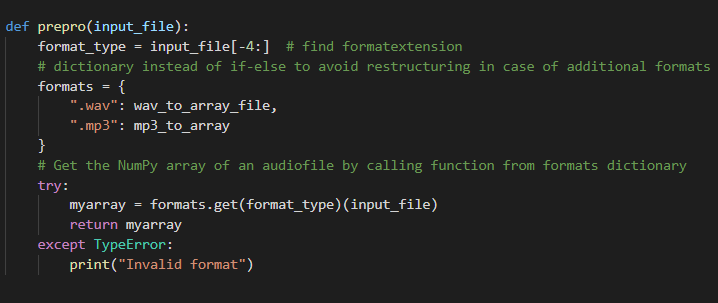 def prepro(input_file):
    format_type = input_file[-4:]  # find formatextension
    # dictionary instead of if-else to avoid restructuring in case of additional formats
    formats = {
        ".wav": wav_to_array_file,
        ".mp3": mp3_to_array
    }
    # Get the NumPy array of an audiofile by calling function from formats dictionary
    try:
        myarray = formats.get(format_type)(input_file)
        return myarray
    except TypeError:
        print("Invalid format")